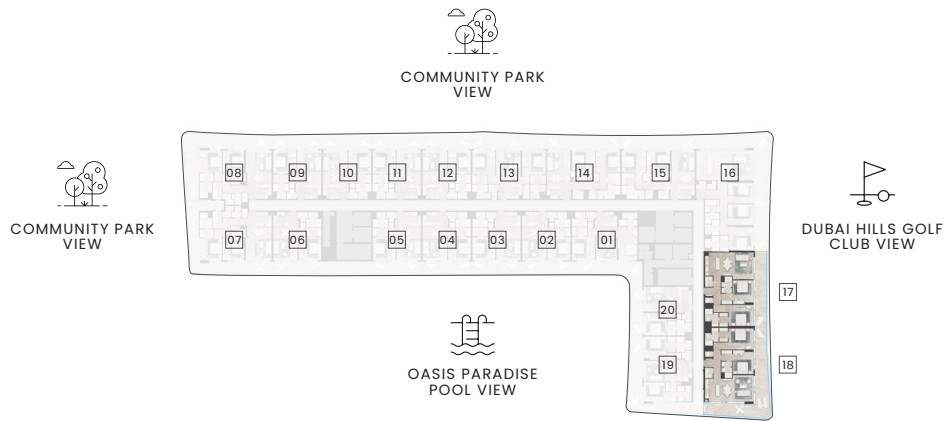 COMMUNITY PARK
VIEW
COMMUNITY PARK
VIEW
08
09
10
11
12
13
14
15
16
DUBAI HILLS GOLF
CLUB VIEW
07
06
05
04
03
02
01
17
20
18
19
OASIS PARADISE
POOL VIEW